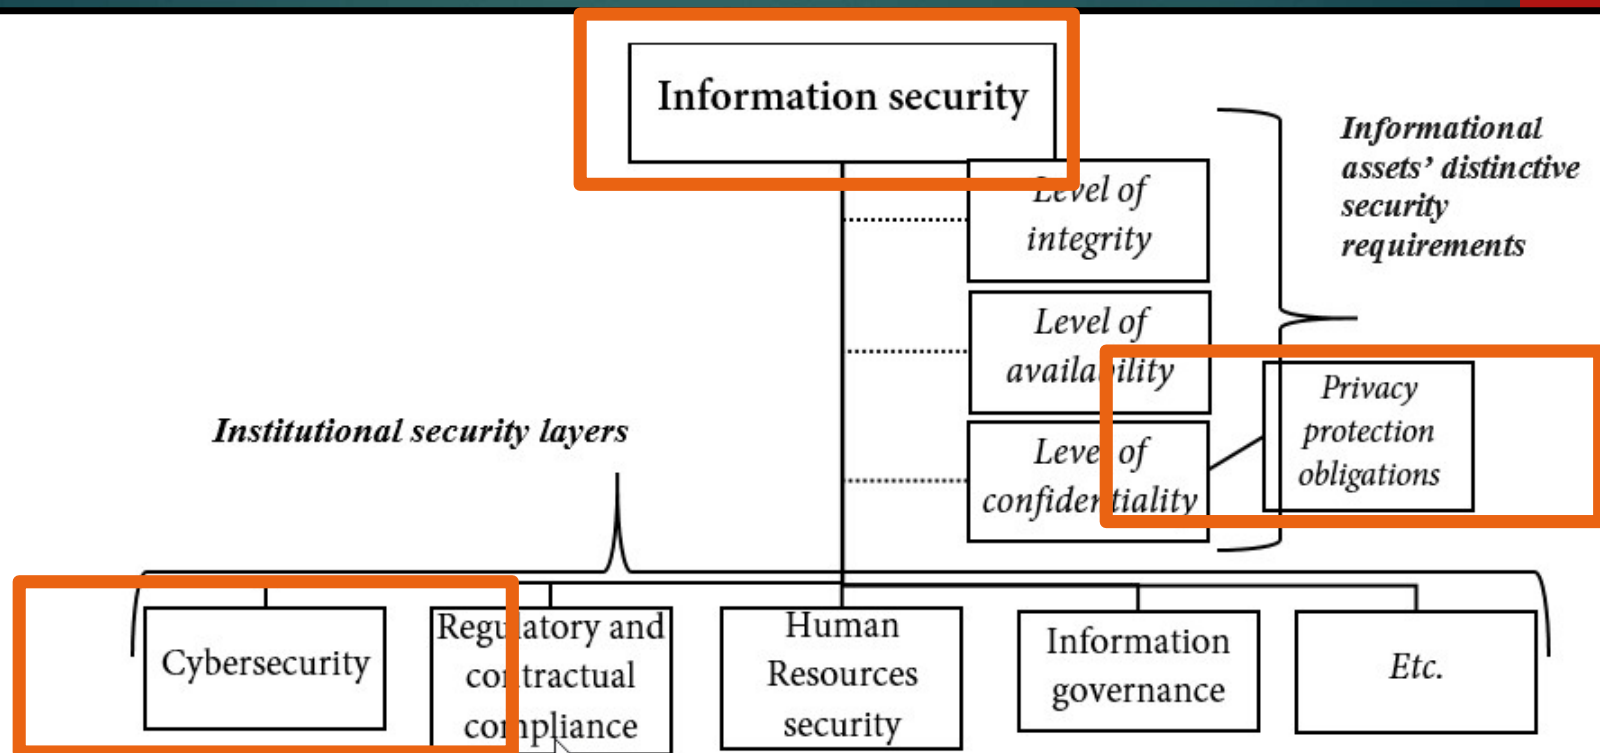 Information security
Informational
assets’ distinctive
security
requirements
Level of
integrity
Level of
availability
Privacy
protection
obligations
Level of
confidentiality
Institutional security layers
Cybersecurity
Regulatory and
contractual
compliance
Human
Resources
security
Information
governance
Etc.